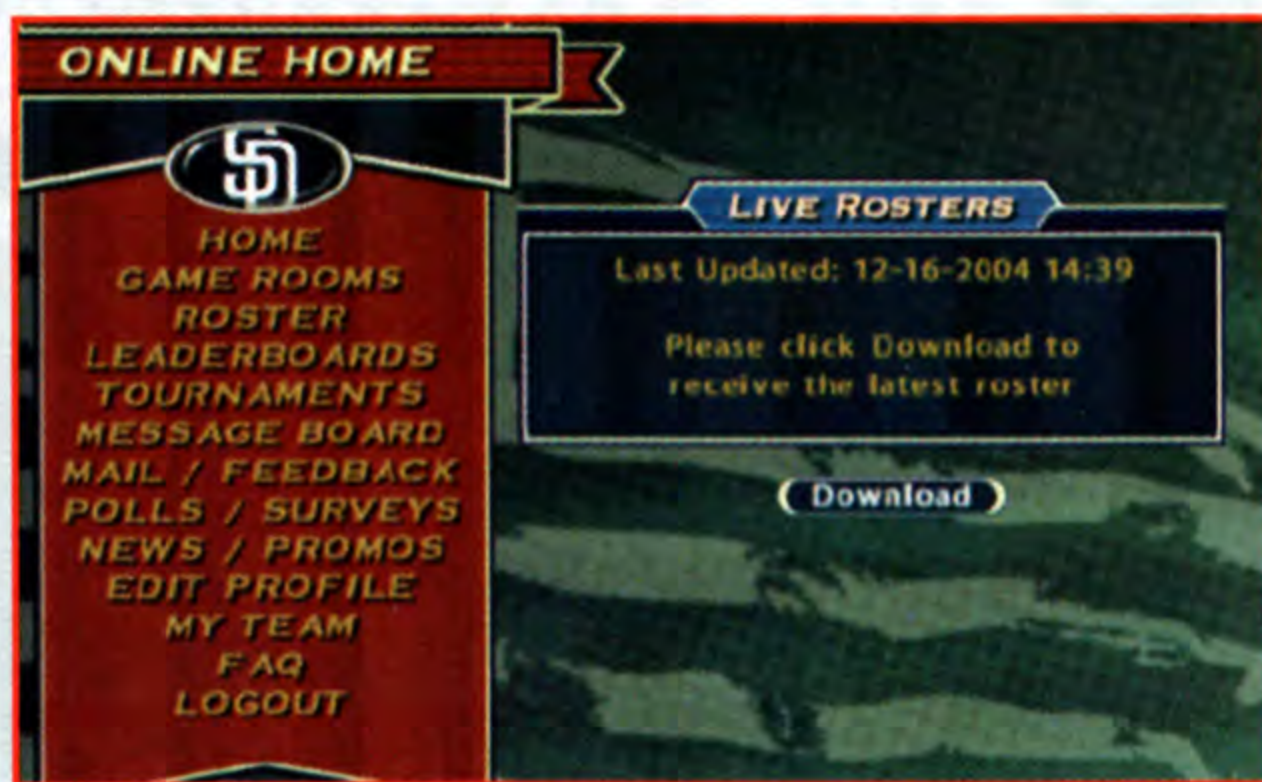 ONLINE HOME
SD
HOME
GAME ROOMS
ROSTER
LEADERBOARDS
TOURNAMENTS
MESSAGE BOARD
MAIL / FEEDBACK
POLLS / SURVEYS
NEWS / PROMOS
EDIT PROFILE
MY TEAM
FAQ
LOGOUT
LIVE ROSTERS
Last Updated: 12-16-2004 14:39
Please click Download to
receive the latest roster
Download